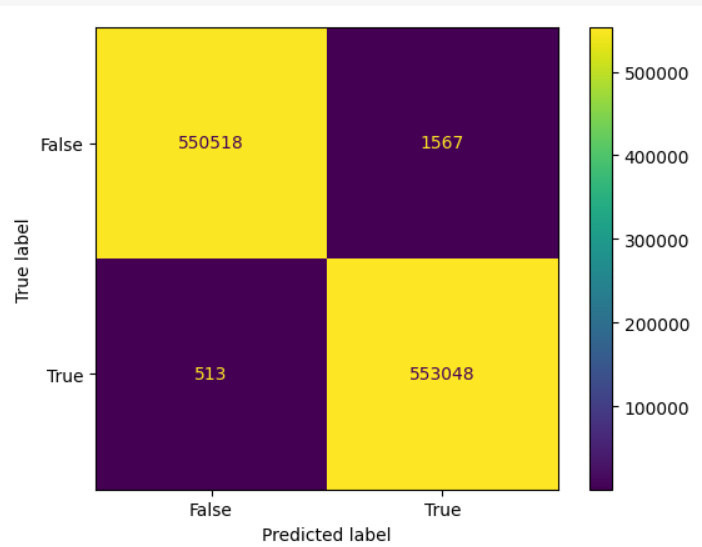 False
550518
1567
True
513
553048
False
True
Predicted label
True label
500000
400000
300000
200000
100000